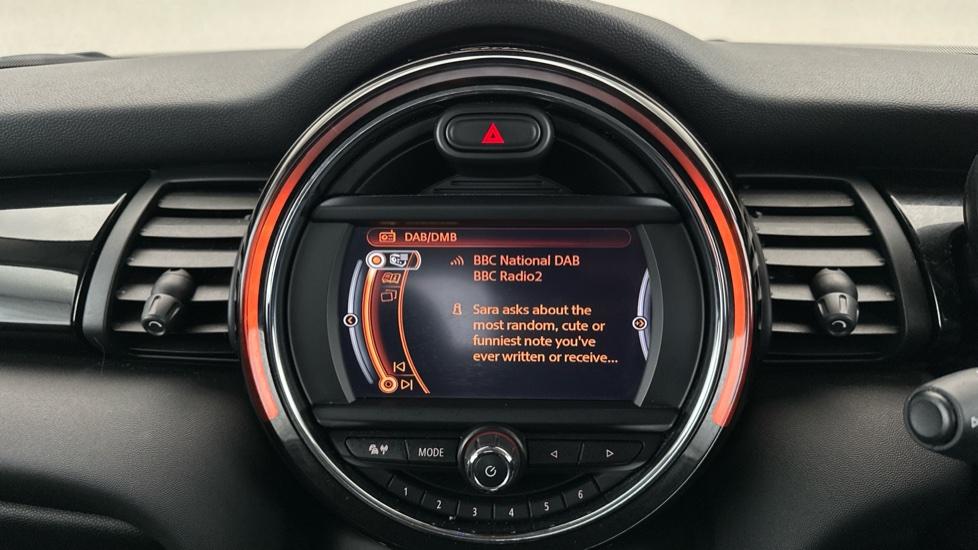 DAB/DMB
BBC National DAB
BBC Radio2
Sara asks about the
most random, cute or
funniest note you've
ever written or receive...
MODE
1
2
3
4
5
6